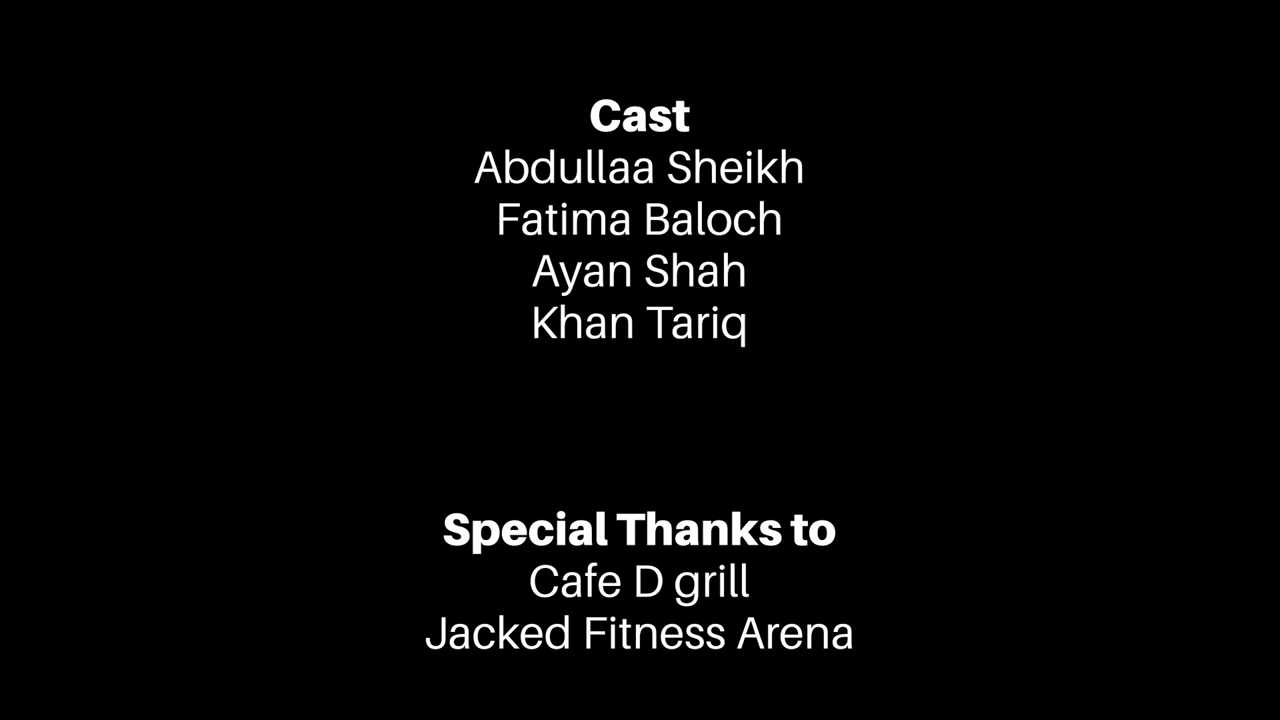 Cast
Abdullaa Sheikh
Fatima Baloch
Ayan Shah
Khan Tariq
Special Thanks to
Cafe D grill
Jacked Fitness Arena